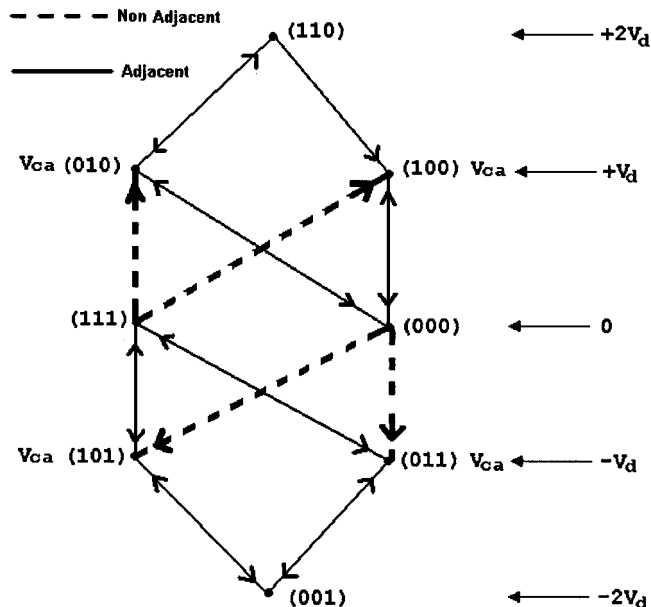 Non Adjacent
Adjacent
(110)
+2Vd
Vca (010)
(100) Vca
+Vd
(111)
(000)
0
Vca (101)
(011) Vca
-Vd
(001)
-2Vd